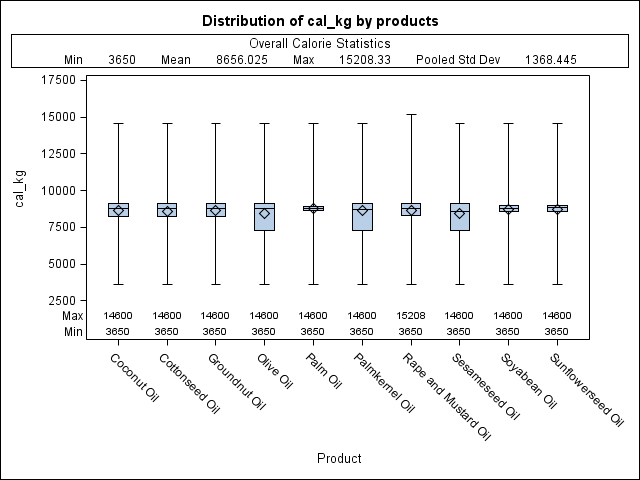 Distribution of cal_kg by products
Overall Calorie Statistics
Min 3650 Mean 8656.025 Max 15208.33 Pooled Std Dev 1368.445
17500
15000
12500
10000
7500
5000
2500
cal_kg
Max 14600 14600 14600 14600 14600 14600 15208 14600 14600 14600
Min 3650 3650 3650 3650 3650 3650 3650 3650 3650 3650
Coconut Oil
Cottonseed Oil
Groundnut Oil
Olive Oil
Palm Oil
Palmkernel Oil
Rape and Mustard Oil
Sesameseed Oil
Soyabean Oil
Sunflowerseed Oil
Product